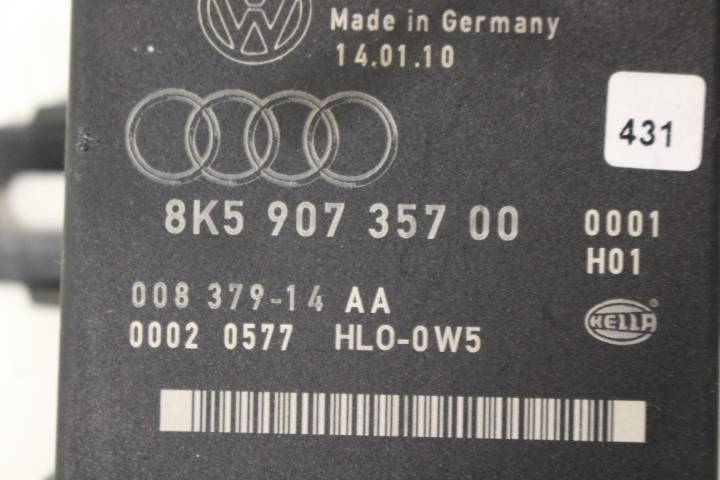 Made in Germany
14.01.10
431
8K5 907 357 00 0001
H01
008 379-14 AA
0002 0577 HLO-0W5
HELLA